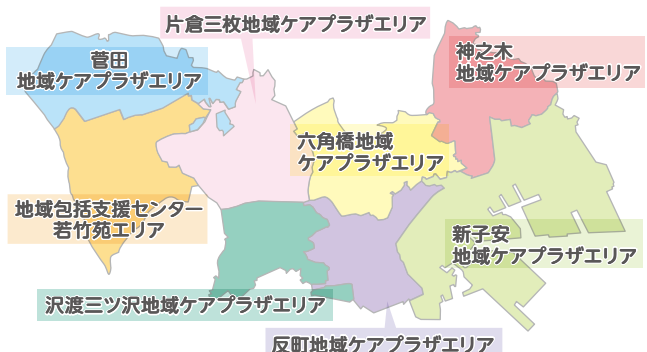 片倉三枚地域ケアプラザエリア
菅田
地域ケアプラザエリア
神之木
地域ケアプラザエリア
六角橋地域
ケアプラザエリア
地域包括支援センター
若竹苑エリア
新子安
地域ケアプラザエリア
沢渡三ツ沢地域ケアプラザエリア
反町地域ケアプラザエリア